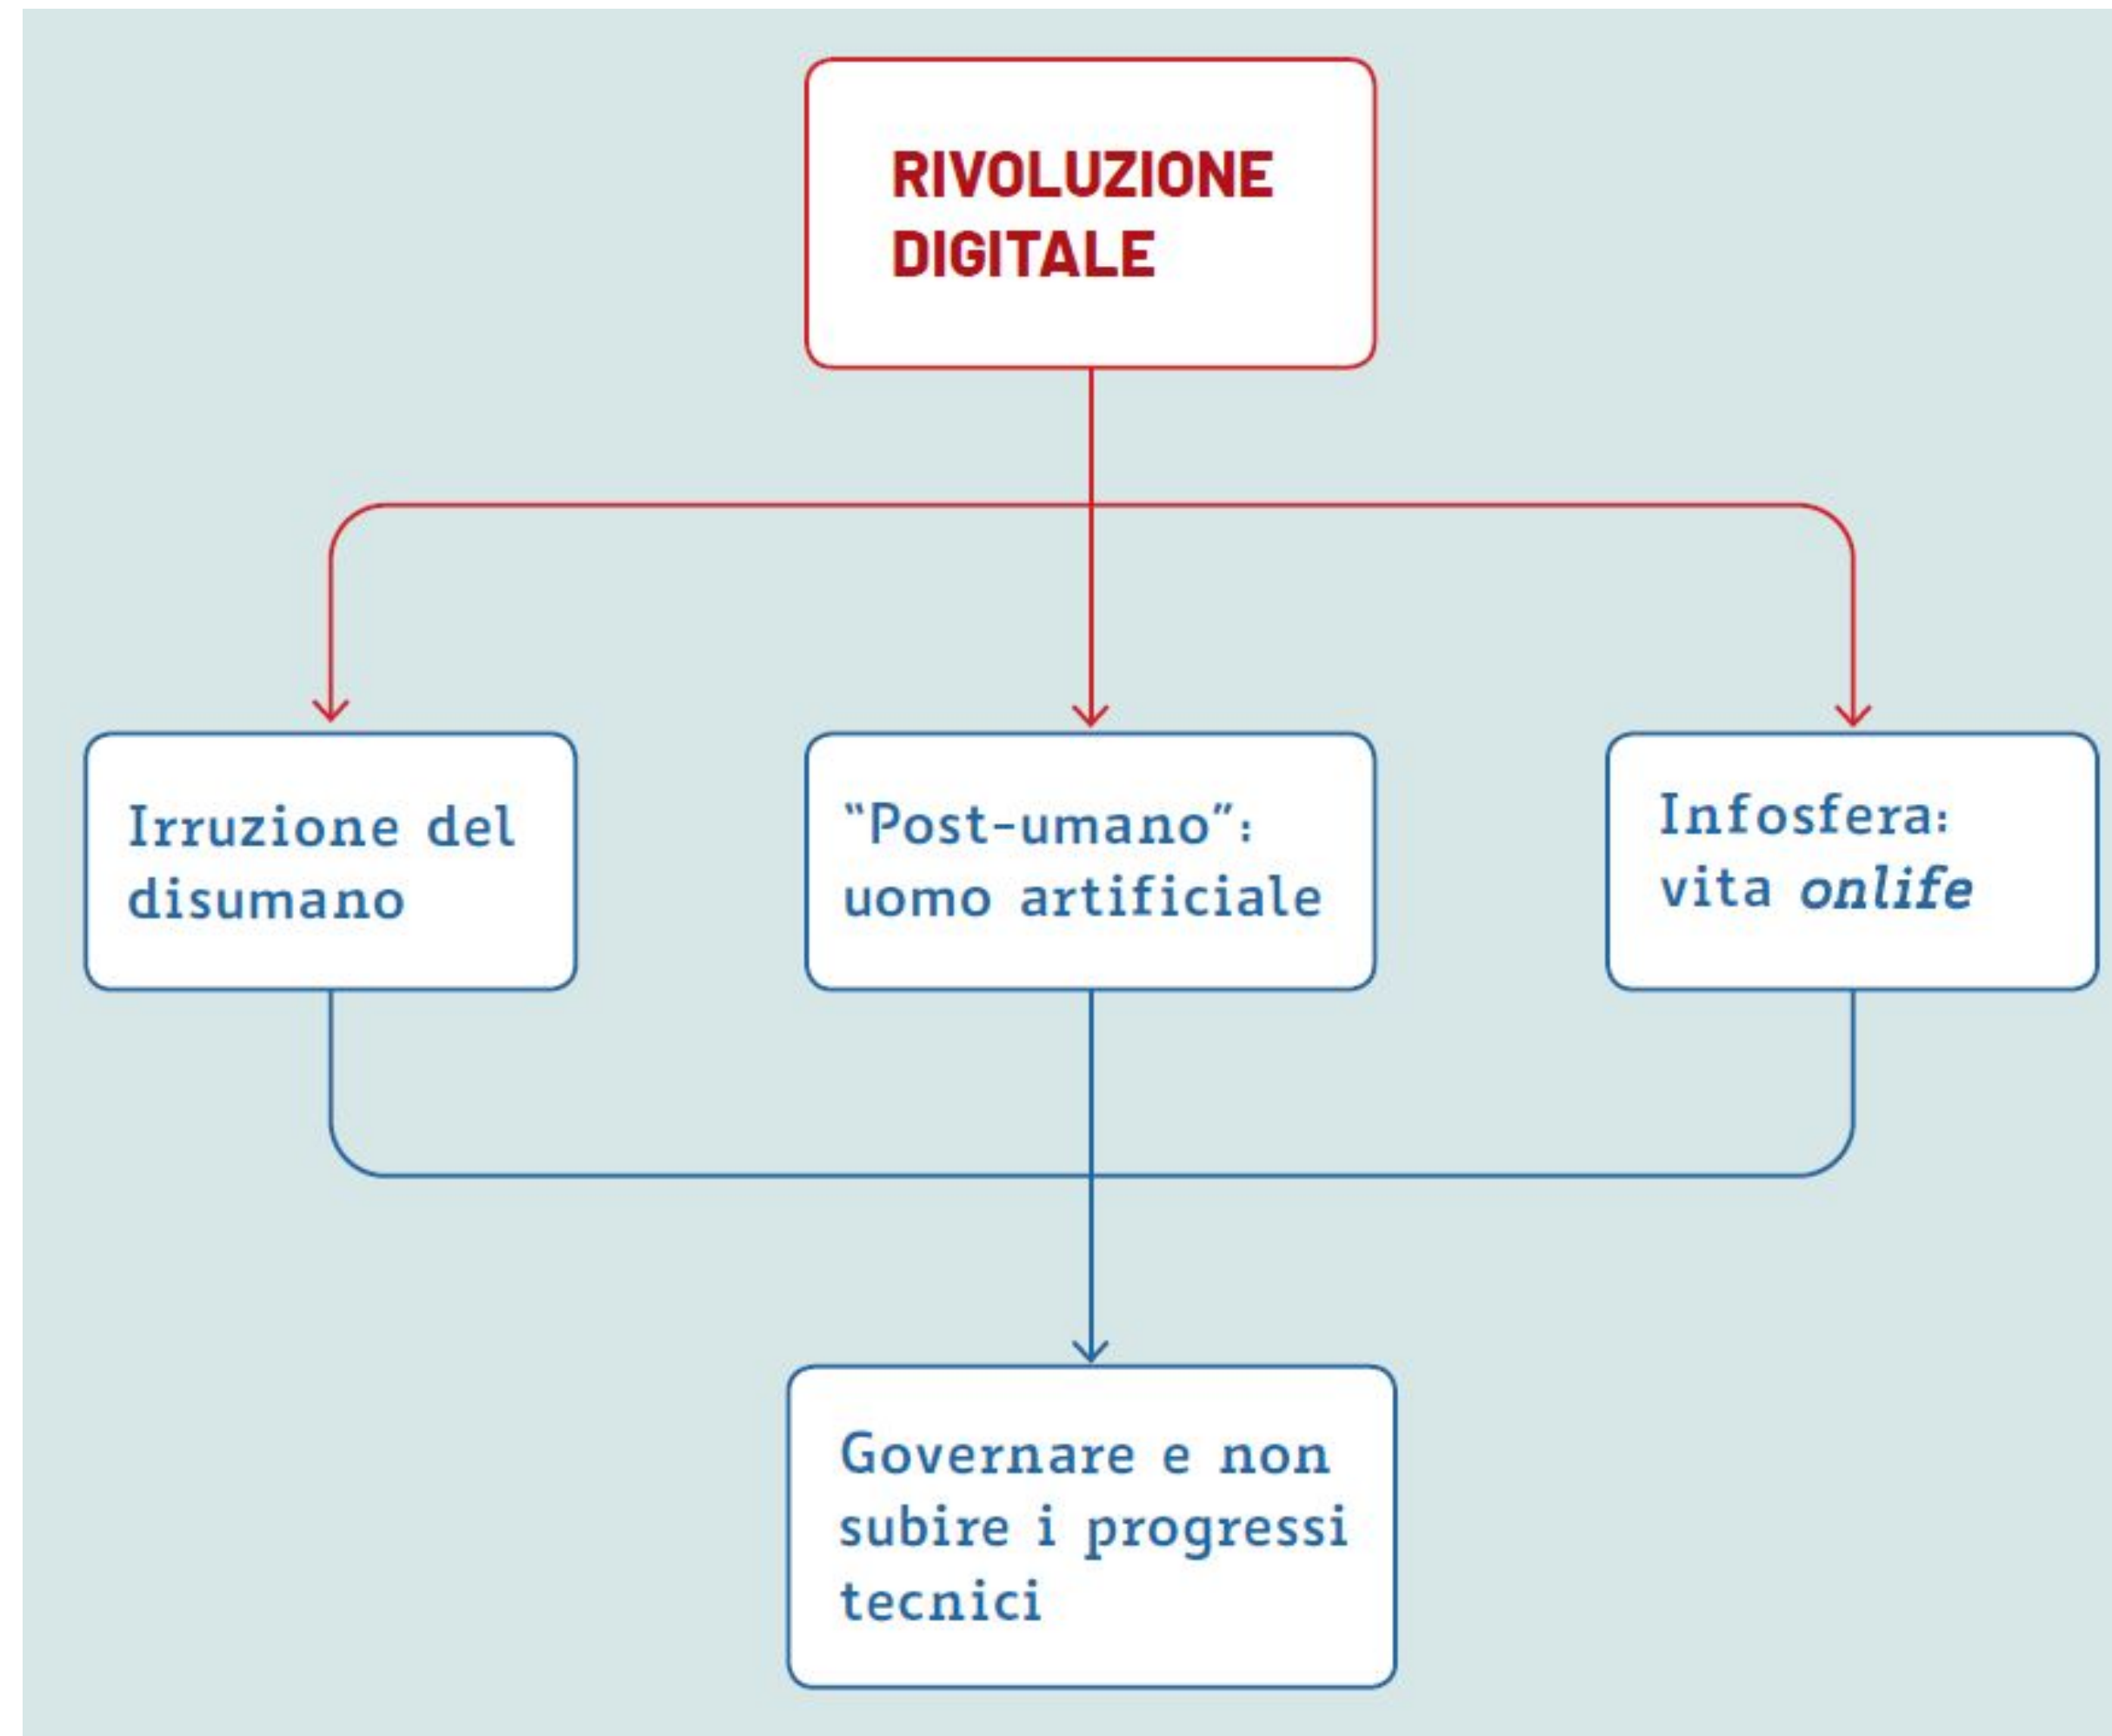 RIVOLUZIONE
DIGITALE
Irruzione del
disumano
“Post-umano”:
uomo artificiale
Infosfera:
vita onlife
Governare e non
subire i progressi
tecnici